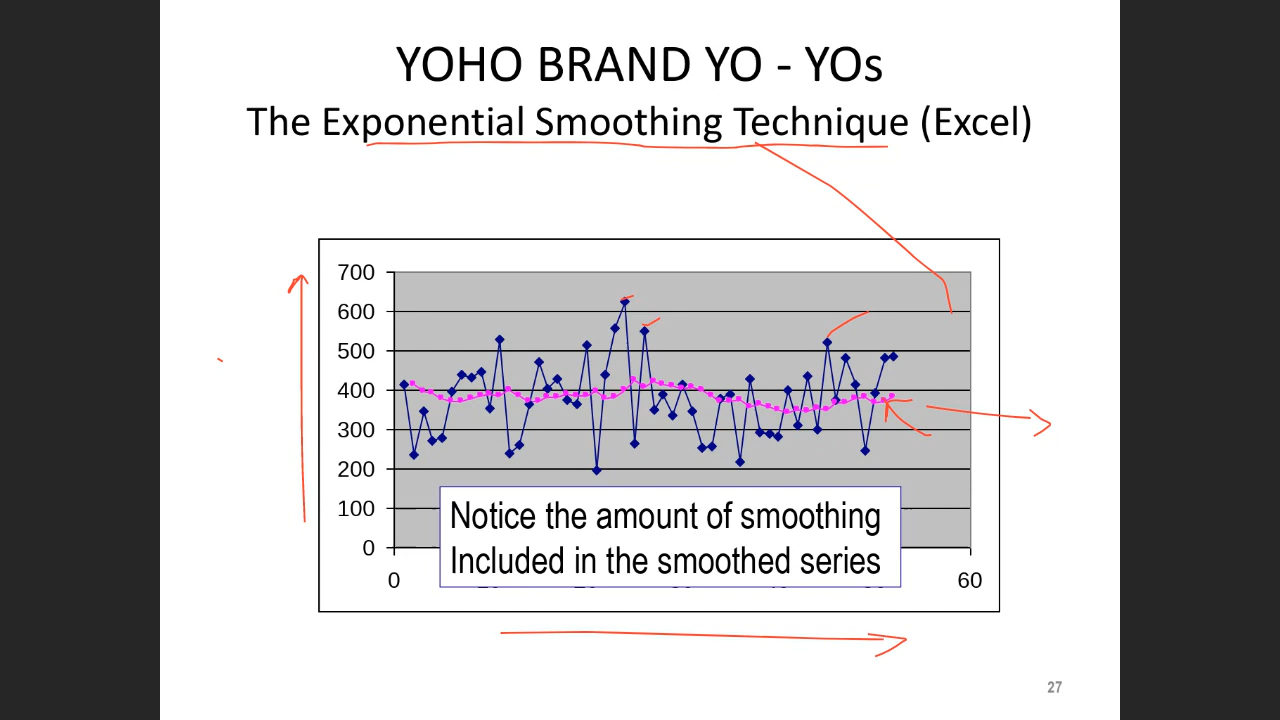 YOHO BRAND YO - YOs
The Exponential Smoothing Technique (Excel)
700
600
500
400
300
200
100
0
Notice the amount of smoothing
Included in the smoothed series
0
60
27